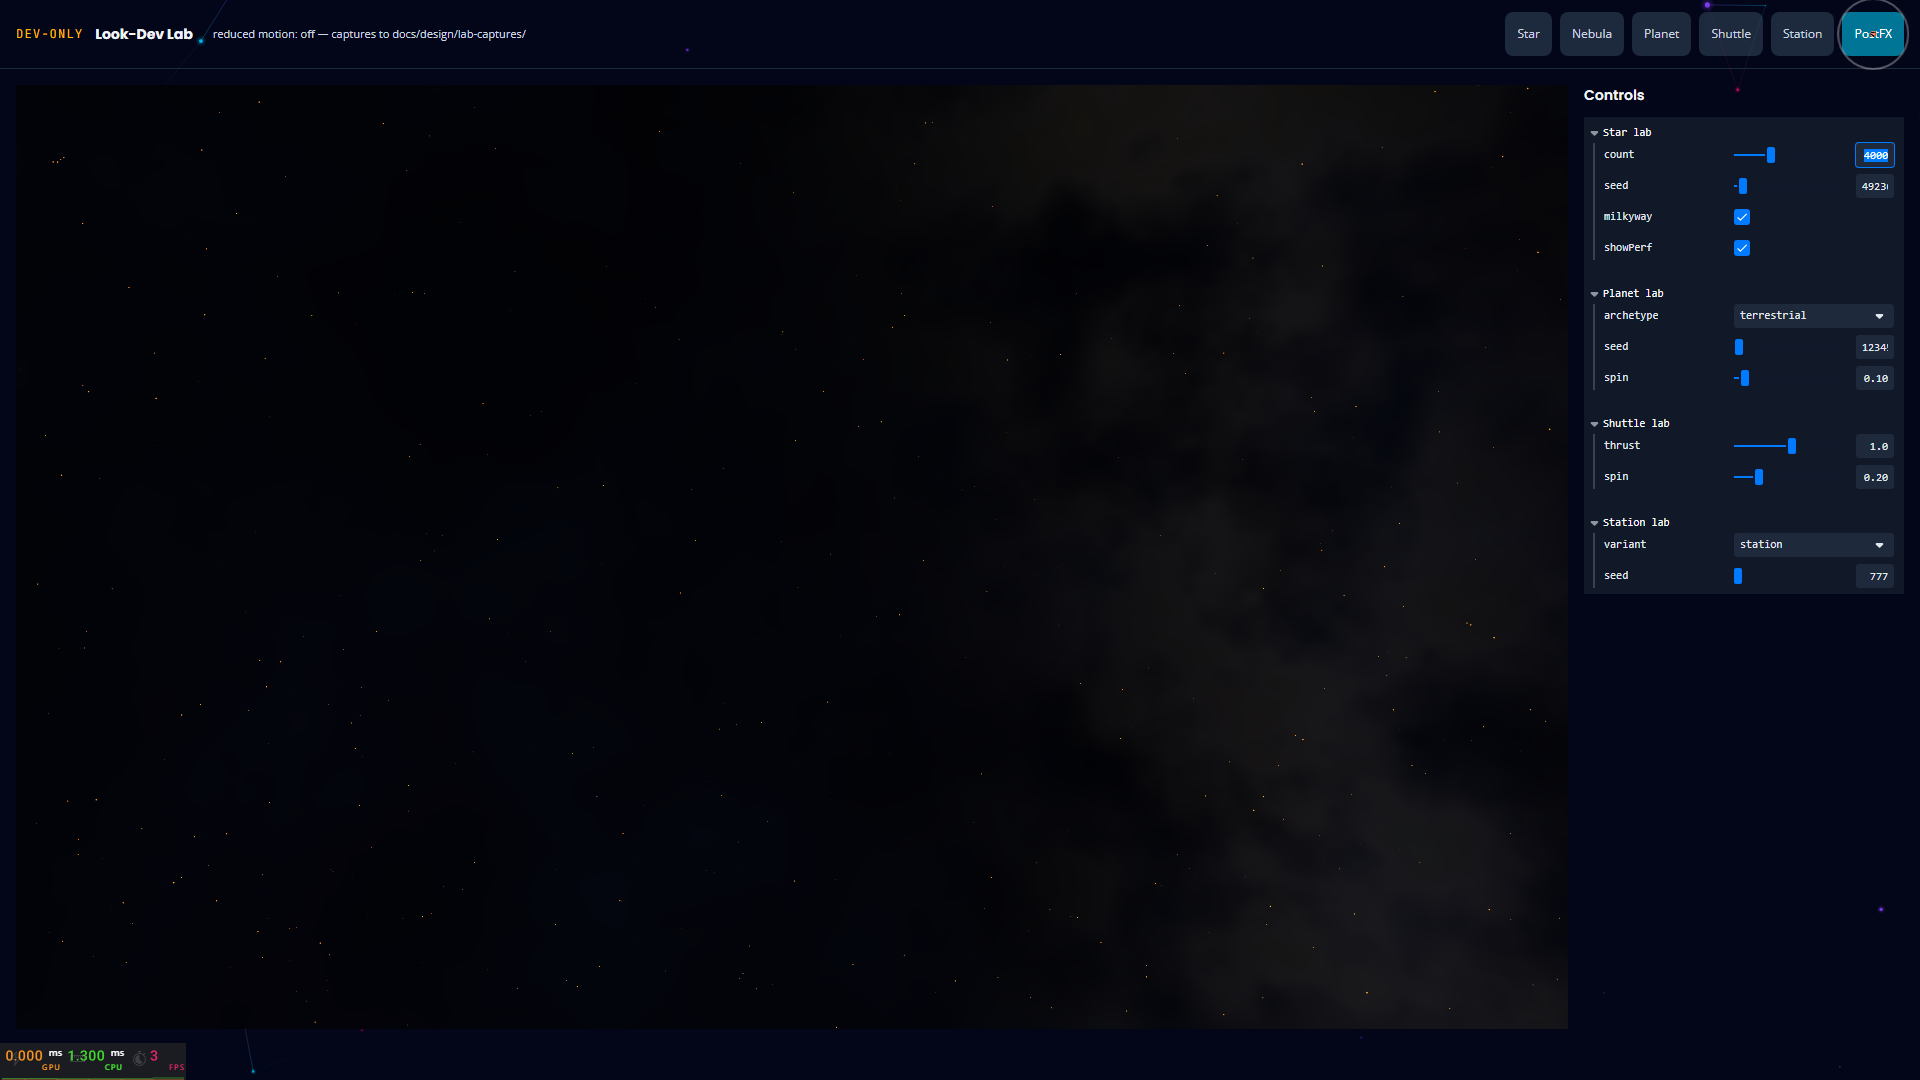 DEV-ONLY Look-Dev Lab reduced motion: off — captures to docs/design/lab-captures/
Star Nebula Planet Shuttle Station PostFX
Controls
Star lab
count 4000
seed
milkyway
showPerf
Planet lab
archetype terrestrial
seed
spin 0.10
Shuttle lab
thrust 1.0
spin 0.20
Station lab
variant station
seed 777
0.000 ms 1.300 ms 3
GPU CPU FPS